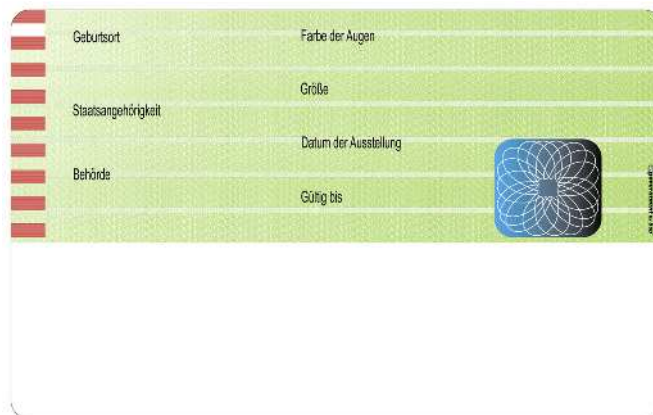 Geburtsort
Farbe der Augen
Größe
Staatsangehörigkeit
Datum der Ausstellung
Behörde
Gültig bis